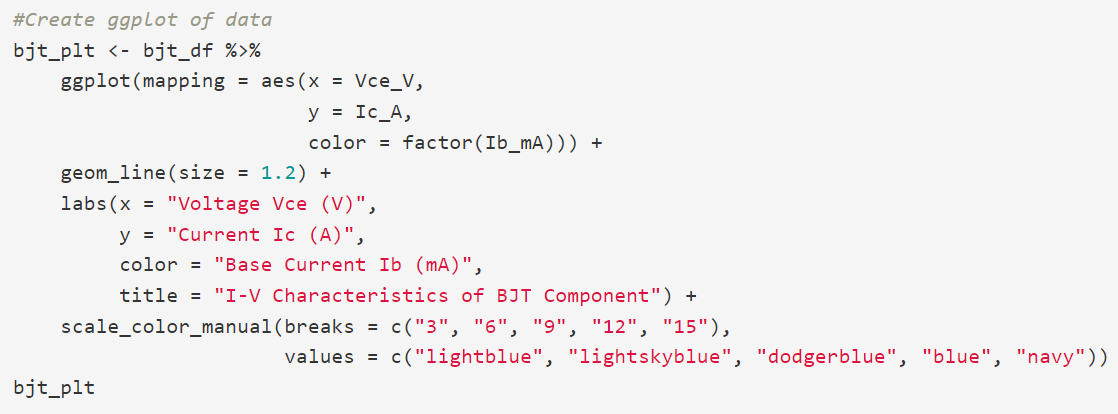 #Create ggplot of data
bjt_plt <- bjt_df %>%
    ggplot(mapping = aes(x = Vce_V,
                         y = Ic_A,
                         color = factor(Ib_mA))) +
    geom_line(size = 1.2) +
    labs(x = "Voltage Vce (V)",
         y = "Current Ic (A)",
         color = "Base Current Ib (mA)",
         title = "I-V Characteristics of BJT Component") +
    scale_color_manual(breaks = c("3", "6", "9", "12", "15"),
                       values = c("lightblue", "lightskyblue", "dodgerblue", "blue", "navy"))
bjt_plt